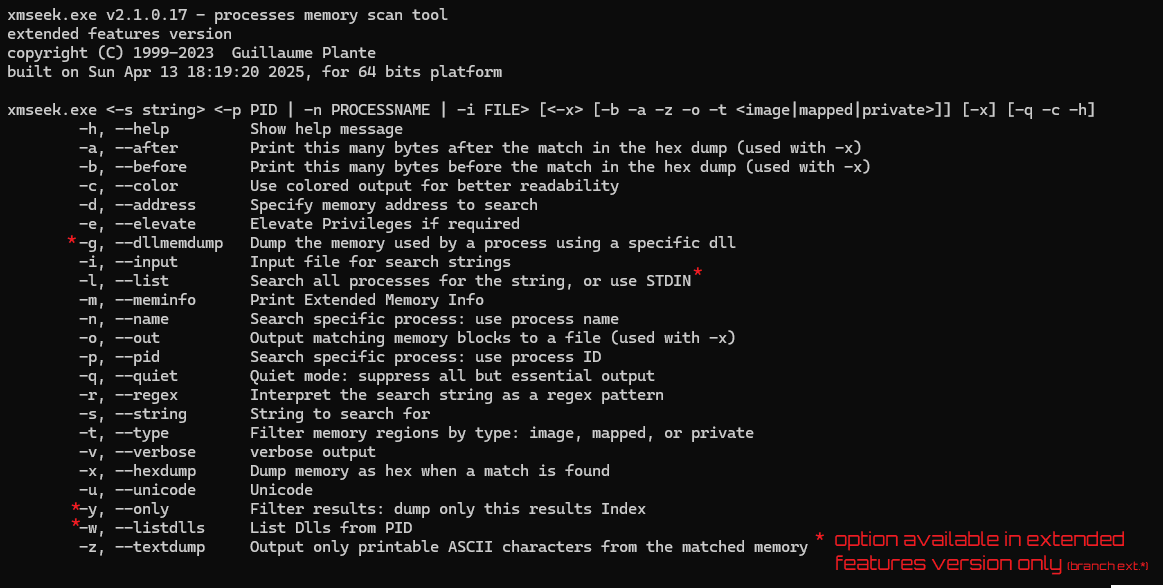 xmseek.exe v2.1.0.17 - processes memory scan tool
extended features version
copyright (C) 1999-2023  Guillaume Plante
built on Sun Apr 13 18:19:20 2025, for 64 bits platform

xmseek.exe <-s string> <-p PID | -n PROCESSNAME | -i FILE> [<-x> [-b -a -z -o -t <image|mapped|private>]] [-x] [-q -c -h]
        -h, --help         Show help message
        -a, --after        Print this many bytes after the match in the hex dump (used with -x)
        -b, --before       Print this many bytes before the match in the hex dump (used with -x)
        -c, --color        Use colored output for better readability
        -d, --address      Specify memory address to search
        -e, --elevate      Elevate Privileges if required
       *-g, --dllmemdump   Dump the memory used by a process using a specific dll
        -i, --input        Input file for search strings
        -l, --list         Search all processes for the string, or use STDIN*
        -m, --meminfo      Print Extended Memory Info
        -n, --name         Search specific process: use process name
        -o, --out          Output matching memory blocks to a file (used with -x)
        -p, --pid          Search specific process: use process ID
        -q, --quiet        Quiet mode: suppress all but essential output
        -r, --regex        Interpret the search string as a regex pattern
        -s, --string       String to search for
        -t, --type         Filter memory regions by type: image, mapped, or private
        -v, --verbose      verbose output
        -x, --hexdump      Dump memory as hex when a match is found
        -u, --unicode      Unicode
       *-y, --only         Filter results: dump only this results Index
       *-w, --listdlls     List Dlls from PID
        -z, --textdump     Output only printable ASCII characters from the matched memory
* option available in extended
features version only (branch ext.*)